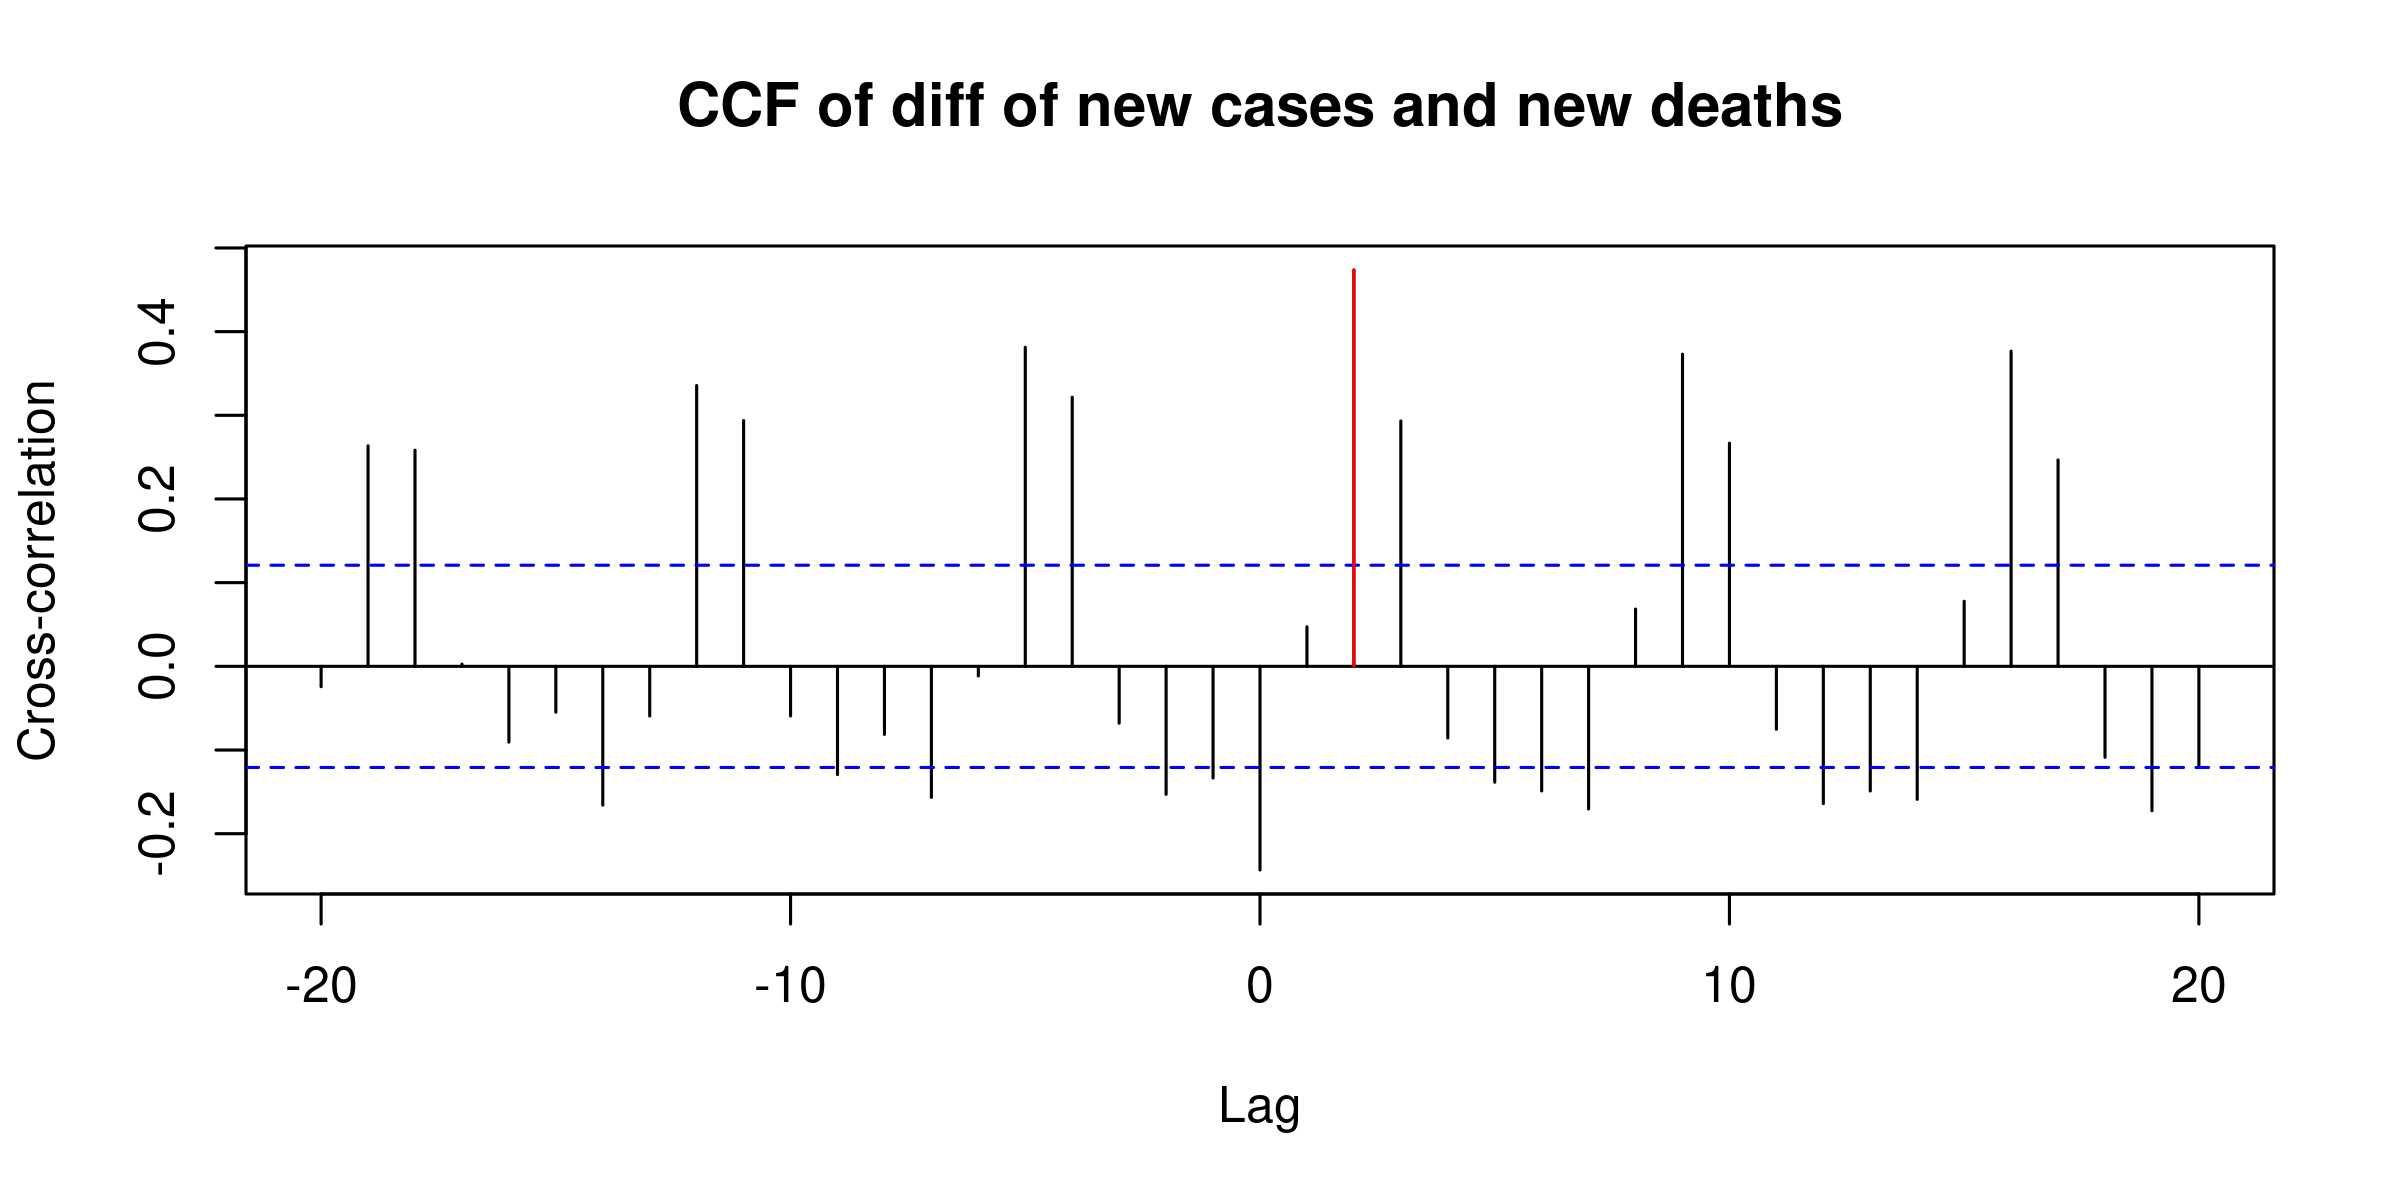 CCF of diff of new cases and new deaths
Cross-correlation
0.4
0.2
0.0
-0.2
-20 -10 0 10 20
Lag